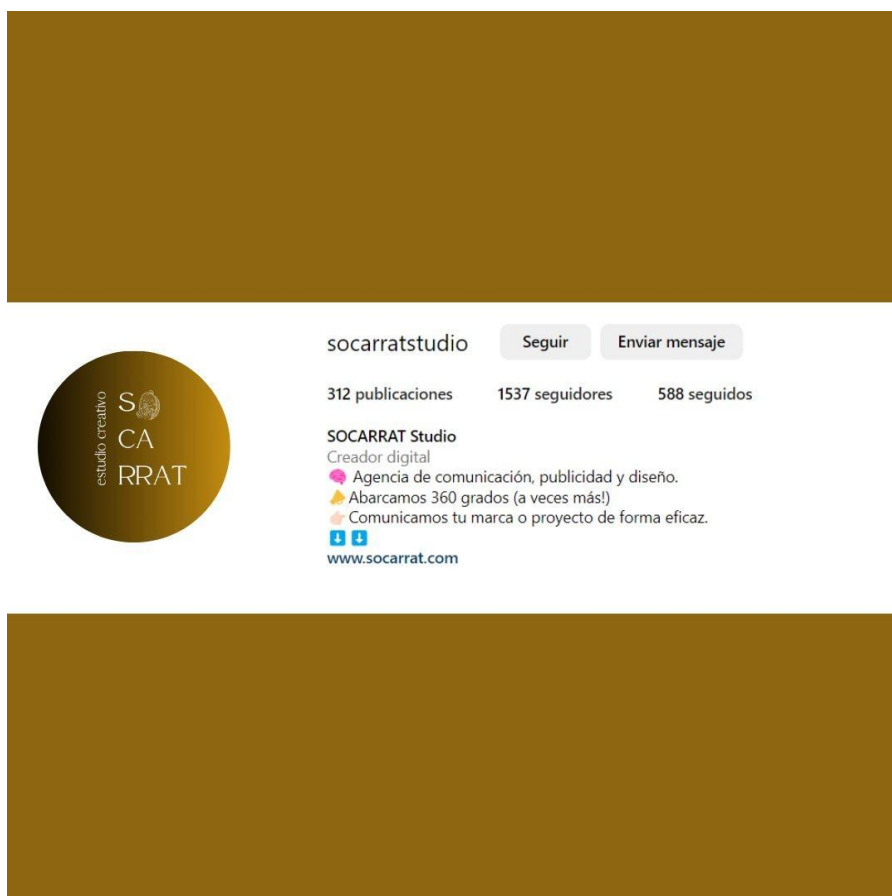 estudio creativo
SO
CA
RRAT
socarratstudio
Seguir
Enviar mensaje
312 publicaciones
1537 seguidores
588 seguidos
SOCARRAT Studio
Creador digital
🧠 Agencia de comunicación, publicidad y diseño.
📣 Abarcamos 360 grados (a veces más!)
👉🏻 Comunicamos tu marca o proyecto de forma eficaz.
⬇️ ⬇️
www.socarrat.com